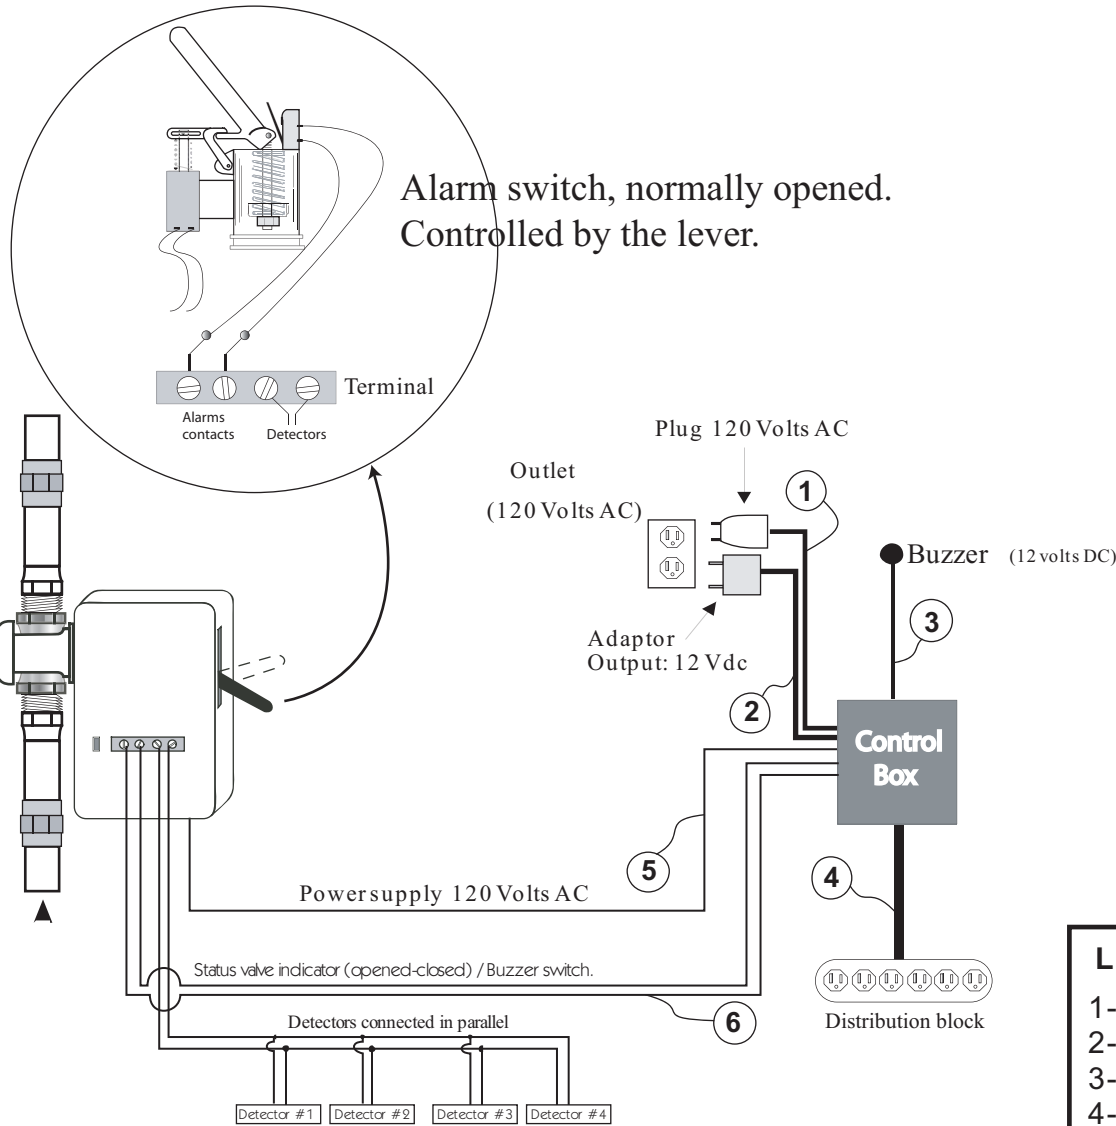 Alarm switch, normally opened.
Controlled by the lever.
Terminal
Alarms
contacts
Detectors
Plug 120 Volts AC
Outlet
(120 Volts AC)
1
Buzzer (12 volts DC)
3
Adaptor
Output: 12 Vdc
2
Control
Box
5
4
Power supply 120 Volts AC
Status valve indicator (opened-closed) / Buzzer switch.
6
Distribution block
Detectors connected in parallel
Detector #1
Detector #2
Detector #3
Detector #4
L
1-
2-
3-
4-